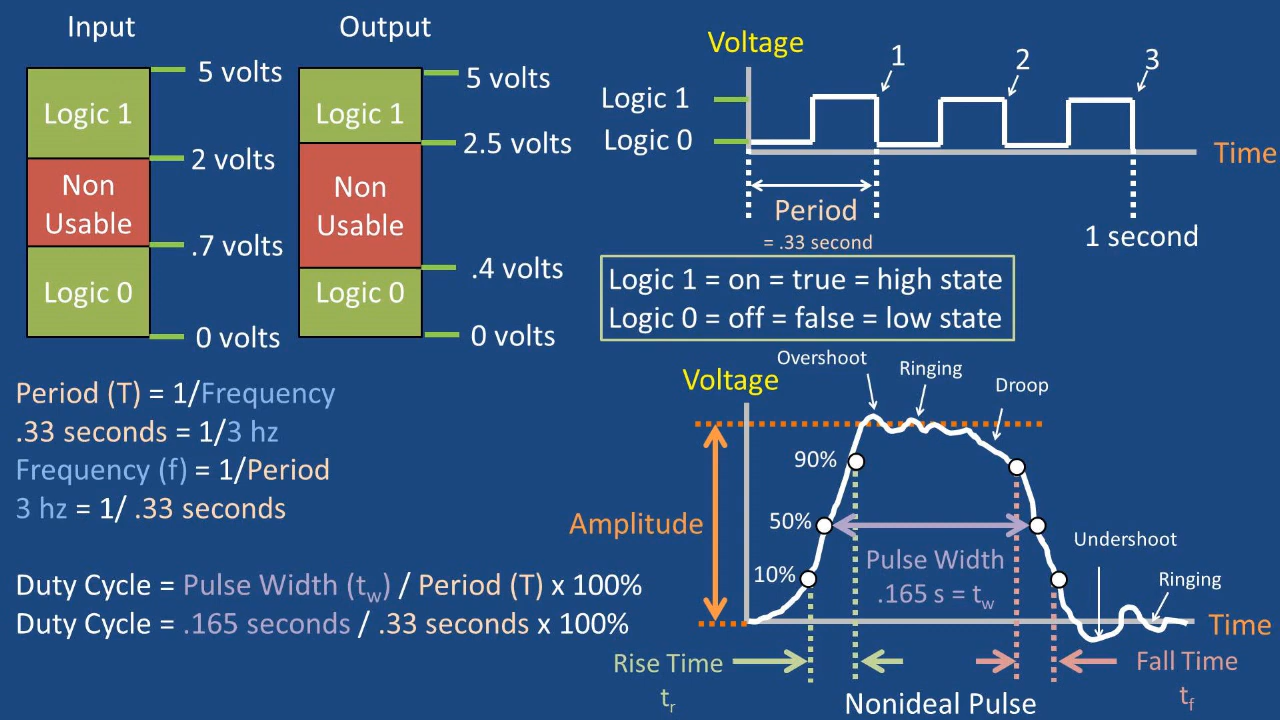 Input
5 volts
Logic 1
2 volts
Non
Usable
.7 volts
Logic 0
0 volts
Output
5 volts
Logic 1
2.5 volts
Non
Usable
.4 volts
Logic 0
0 volts
Voltage
1
2
3
Logic 1
Logic 0
Time
Period
= .33 second
1 second
Logic 1 = on = true = high state
Logic 0 = off = false = low state
Period (T) = 1/Frequency
.33 seconds = 1/3 hz
Frequency (f) = 1/Period
3 hz = 1/ .33 seconds
Duty Cycle = Pulse Width (tw) / Period (T) x 100%
Duty Cycle = .165 seconds / .33 seconds x 100%
Overshoot
Ringing
Droop
Voltage
90%
50%
10%
Amplitude
Pulse Width
.165 s = tw
Undershoot
Ringing
Time
Rise Time
tr
Fall Time
tf
Nonideal Pulse